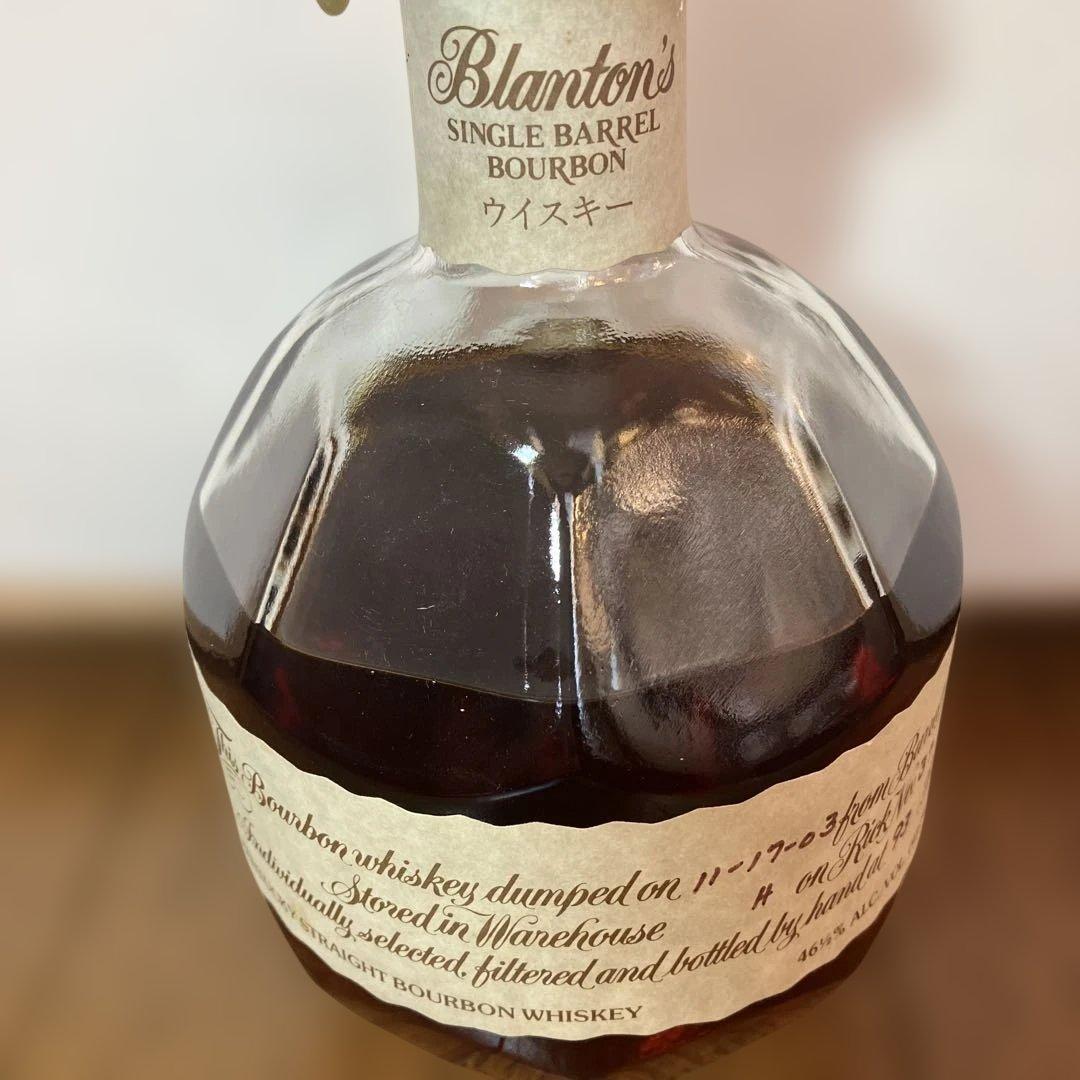 Blanton's
SINGLE BARREL
BOURBON
ウイスキー
This Bourbon whiskey dumped on 11-17-03 from
Stored in Warehouse H on Rick No. 3
Individually selected, filtered and bottled by hand at 93
STRAIGHT BOURBON WHISKEY 46½% ALC. VOL.